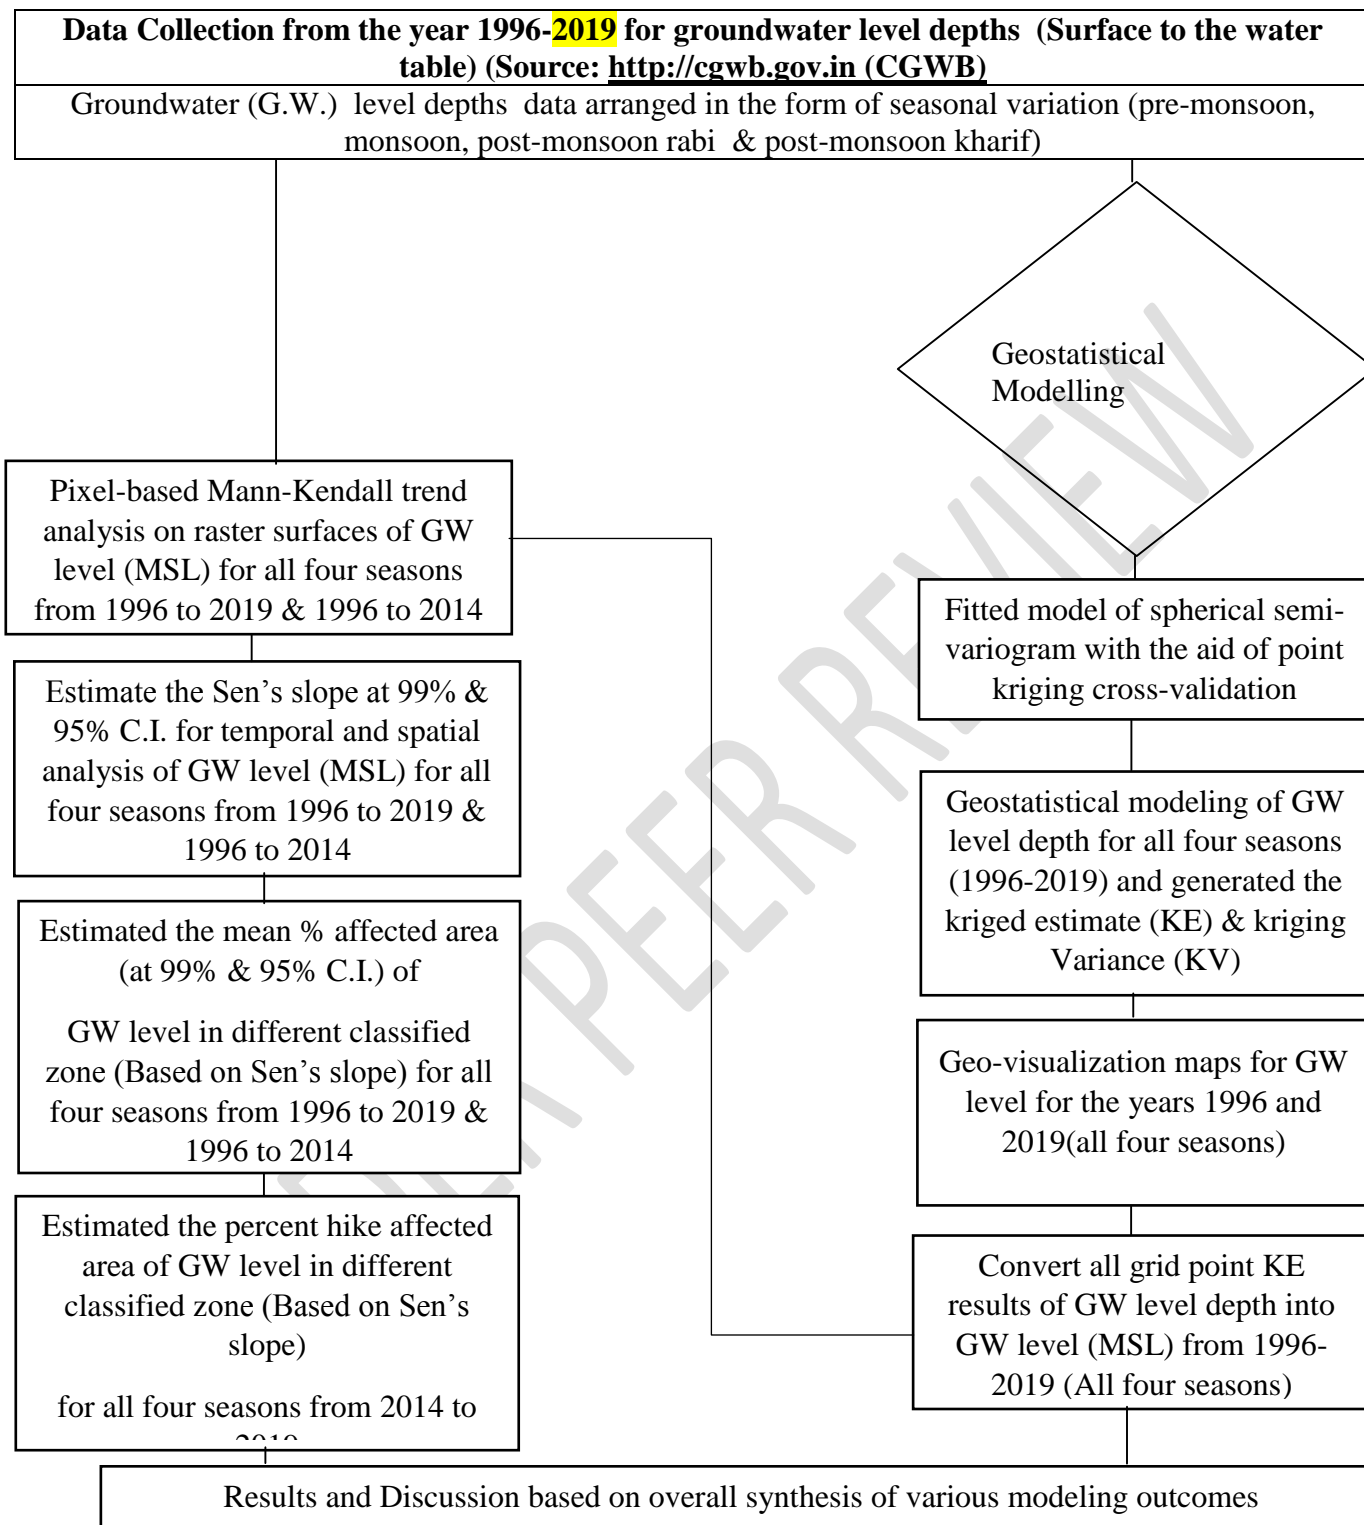 Data Collection from the year 1996-2019 for groundwater level depths (Surface to the water
table) (Source: http://cgwb.gov.in (CGWB)
Groundwater (G.W.) level depths data arranged in the form of seasonal variation (pre-monsoon,
monsoon, post-monsoon rabi & post-monsoon kharif)
Geostatistical
Modelling
Pixel-based Mann-Kendall trend
analysis on raster surfaces of GW
level (MSL) for all four seasons
from 1996 to 2019 & 1996 to 2014
Estimate the Sen’s slope at 99% &
95% C.I. for temporal and spatial
analysis of GW level (MSL) for all
four seasons from 1996 to 2019 &
1996 to 2014
Estimated the mean % affected area
(at 99% & 95% C.I.) of
GW level in different classified
zone (Based on Sen’s slope) for all
four seasons from 1996 to 2019 &
1996 to 2014
Estimated the percent hike affected
area of GW level in different
classified zone (Based on Sen’s
slope)
for all four seasons from 2014 to
Fitted model of spherical semi-
variogram with the aid of point
kriging cross-validation
Geostatistical modeling of GW
level depth for all four seasons
(1996-2019) and generated the
kriged estimate (KE) & kriging
Variance (KV)
Geo-visualization maps for GW
level for the years 1996 and
2019(all four seasons)
Convert all grid point KE
results of GW level depth into
GW level (MSL) from 1996-
2019 (All four seasons)
Results and Discussion based on overall synthesis of various modeling outcomes
PEER REVIEW